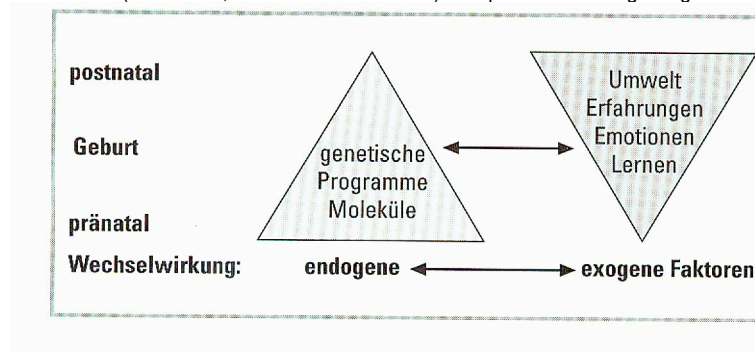 postnatal
Umwelt
Erfahrungen
Emotionen
Lernen
Geburt
genetische
Programme
Moleküle
pränatal
Wechselwirkung: endogene exogene Faktoren